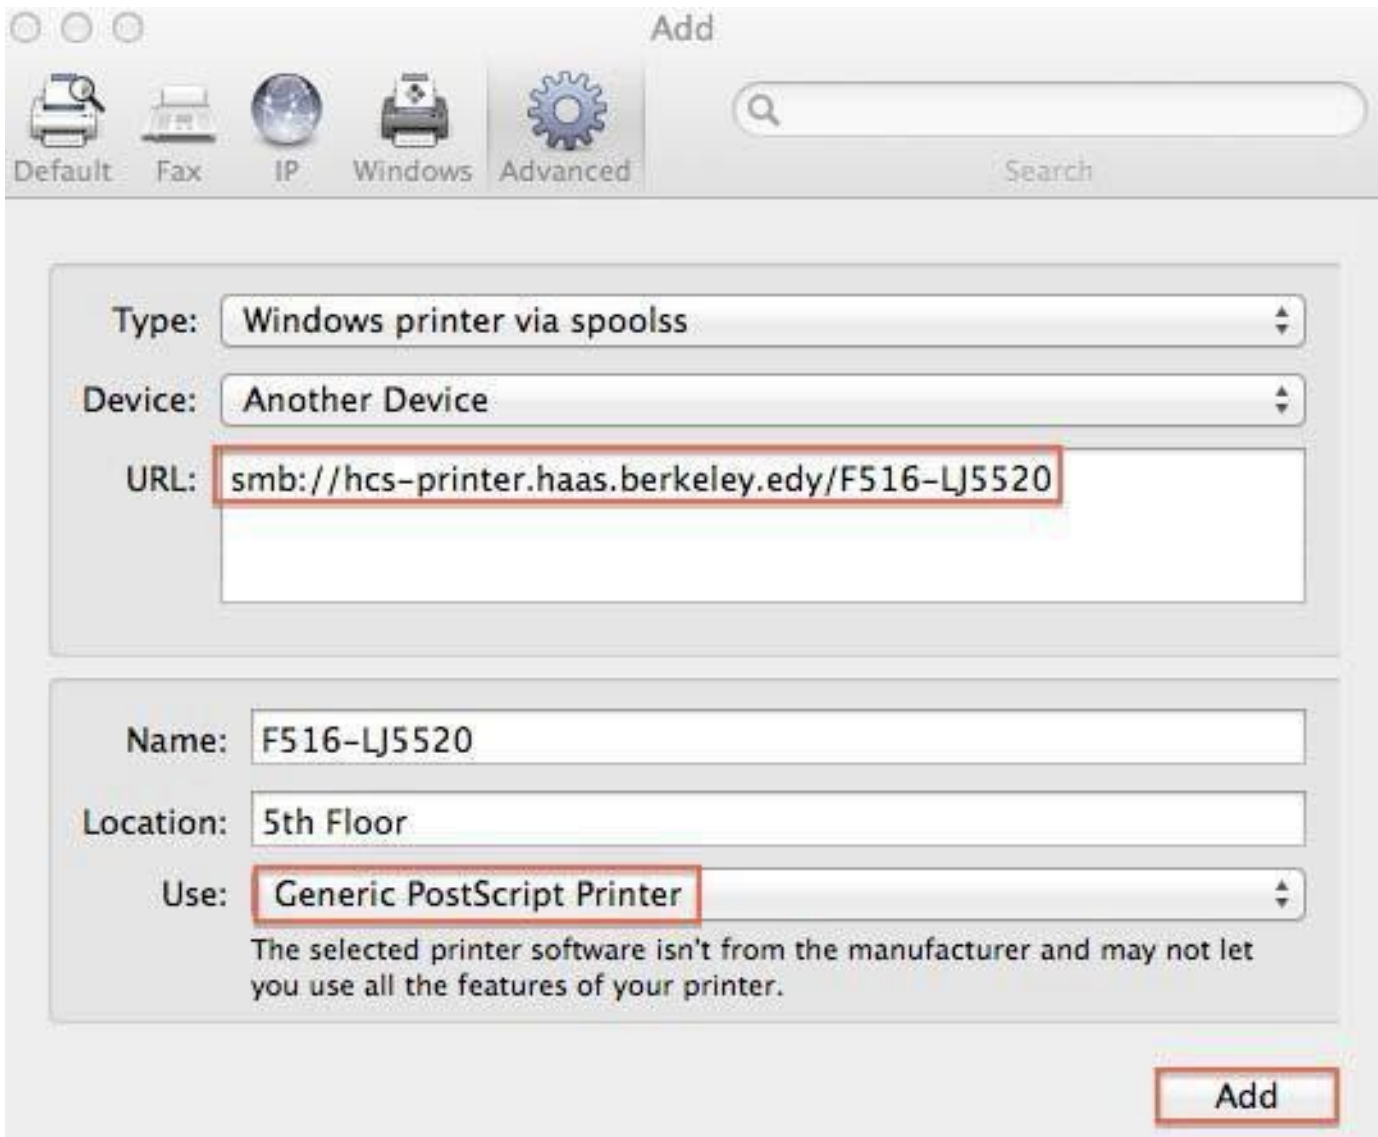 Add
Default Fax IP Windows Advanced Search
Type: Windows printer via spoolss
Device: Another Device
URL: smb://hcs-printer.haas.berkeley.edy/F516-LJ5520
Name: F516-LJ5520
Location: 5th Floor
Use: Generic PostScript Printer
The selected printer software isn't from the manufacturer and may not let
you use all the features of your printer.
Add